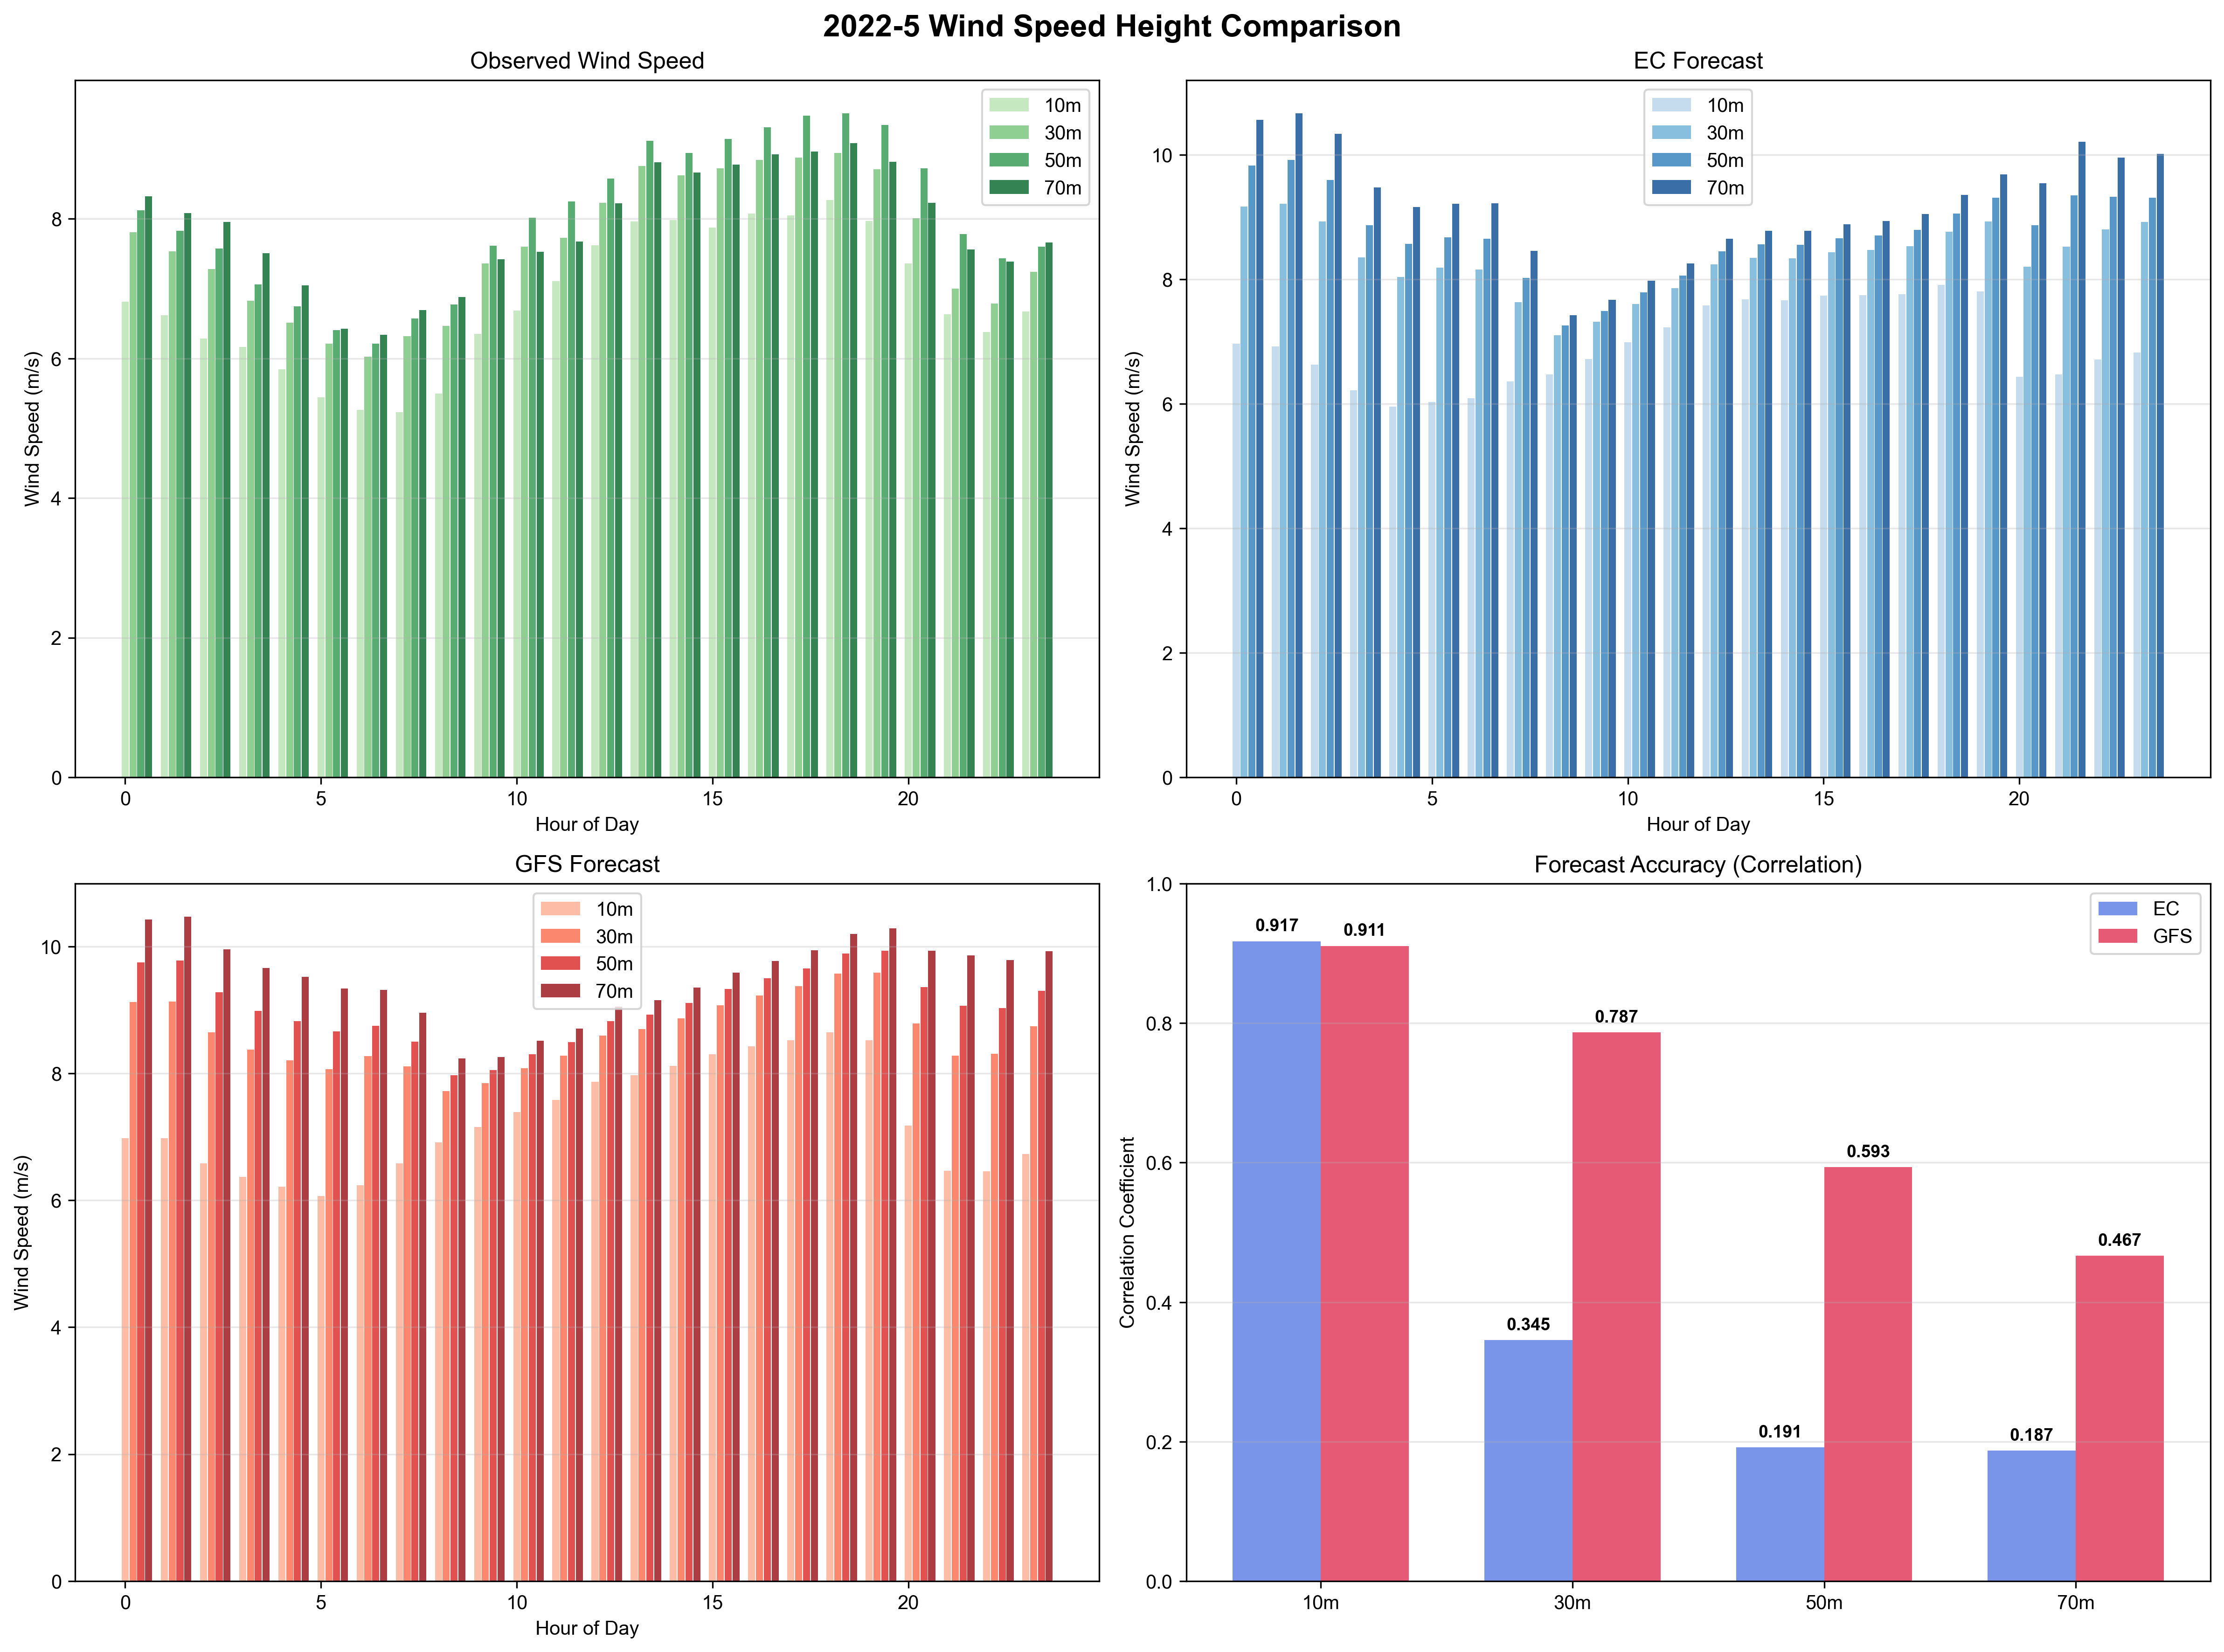 2022-5 Wind Speed Height Comparison
Observed Wind Speed
10m
30m
50m
70m
Wind Speed (m/s)
8
6
4
2
0
0 5 10 15 20
Hour of Day
EC Forecast
10m
30m
50m
70m
Wind Speed (m/s)
10
8
6
4
2
0
0 5 10 15 20
Hour of Day
GFS Forecast
10m
30m
50m
70m
Wind Speed (m/s)
10
8
6
4
2
0
0 5 10 15 20
Hour of Day
Forecast Accuracy (Correlation)
EC
GFS
Correlation Coefficient
1.0
0.8
0.6
0.4
0.2
0.0
0.917
0.911
0.345
0.787
0.191
0.593
0.187
0.467
10m 30m 50m 70m